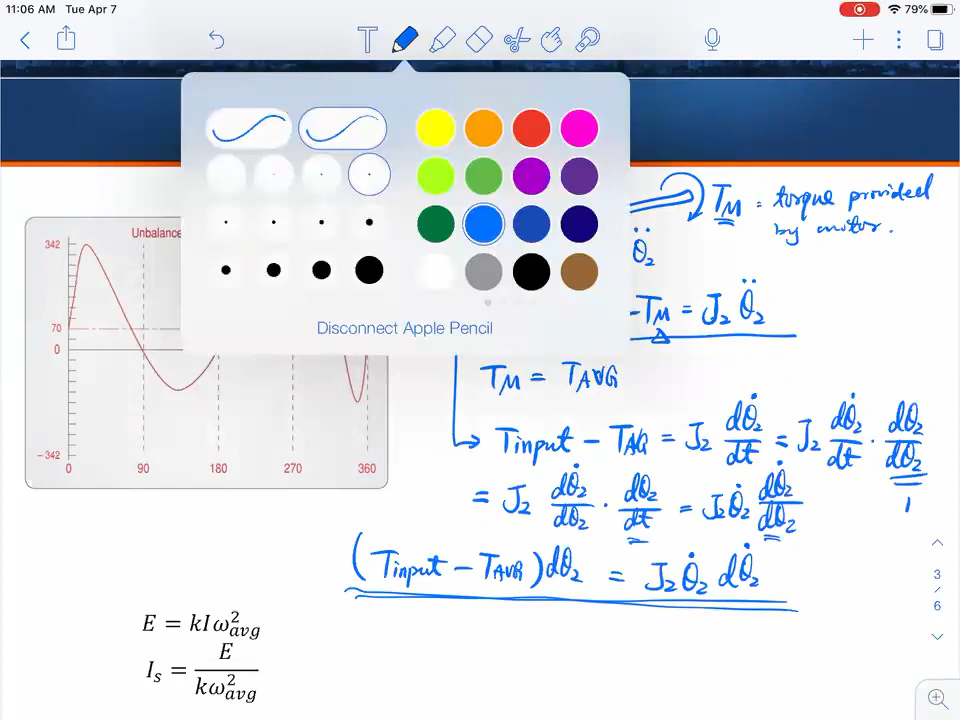 11:06 AM Tue Apr 7
79%
T
Disconnect Apple Pencil
Unbalance
342
70
0
-342
0 90 180 270 360
T_M : torque provided
by motor.
θ̈₂
-T_M = J₂ θ̈₂
T_M = T_AVG
Tinput - T_AVG = J₂ dθ̇₂/dt = J₂ dθ̇₂/dt · dθ₂/dθ₂
1
= J₂ dθ̇₂/dθ₂ · dθ₂/dt = J₂ θ̇₂ dθ̇₂/dθ₂
(Tinput - T_AVG) dθ₂ = J₂ θ̇₂ dθ̇₂
E = kIω²_avg
I_s = E/kω²_avg
3
/
6